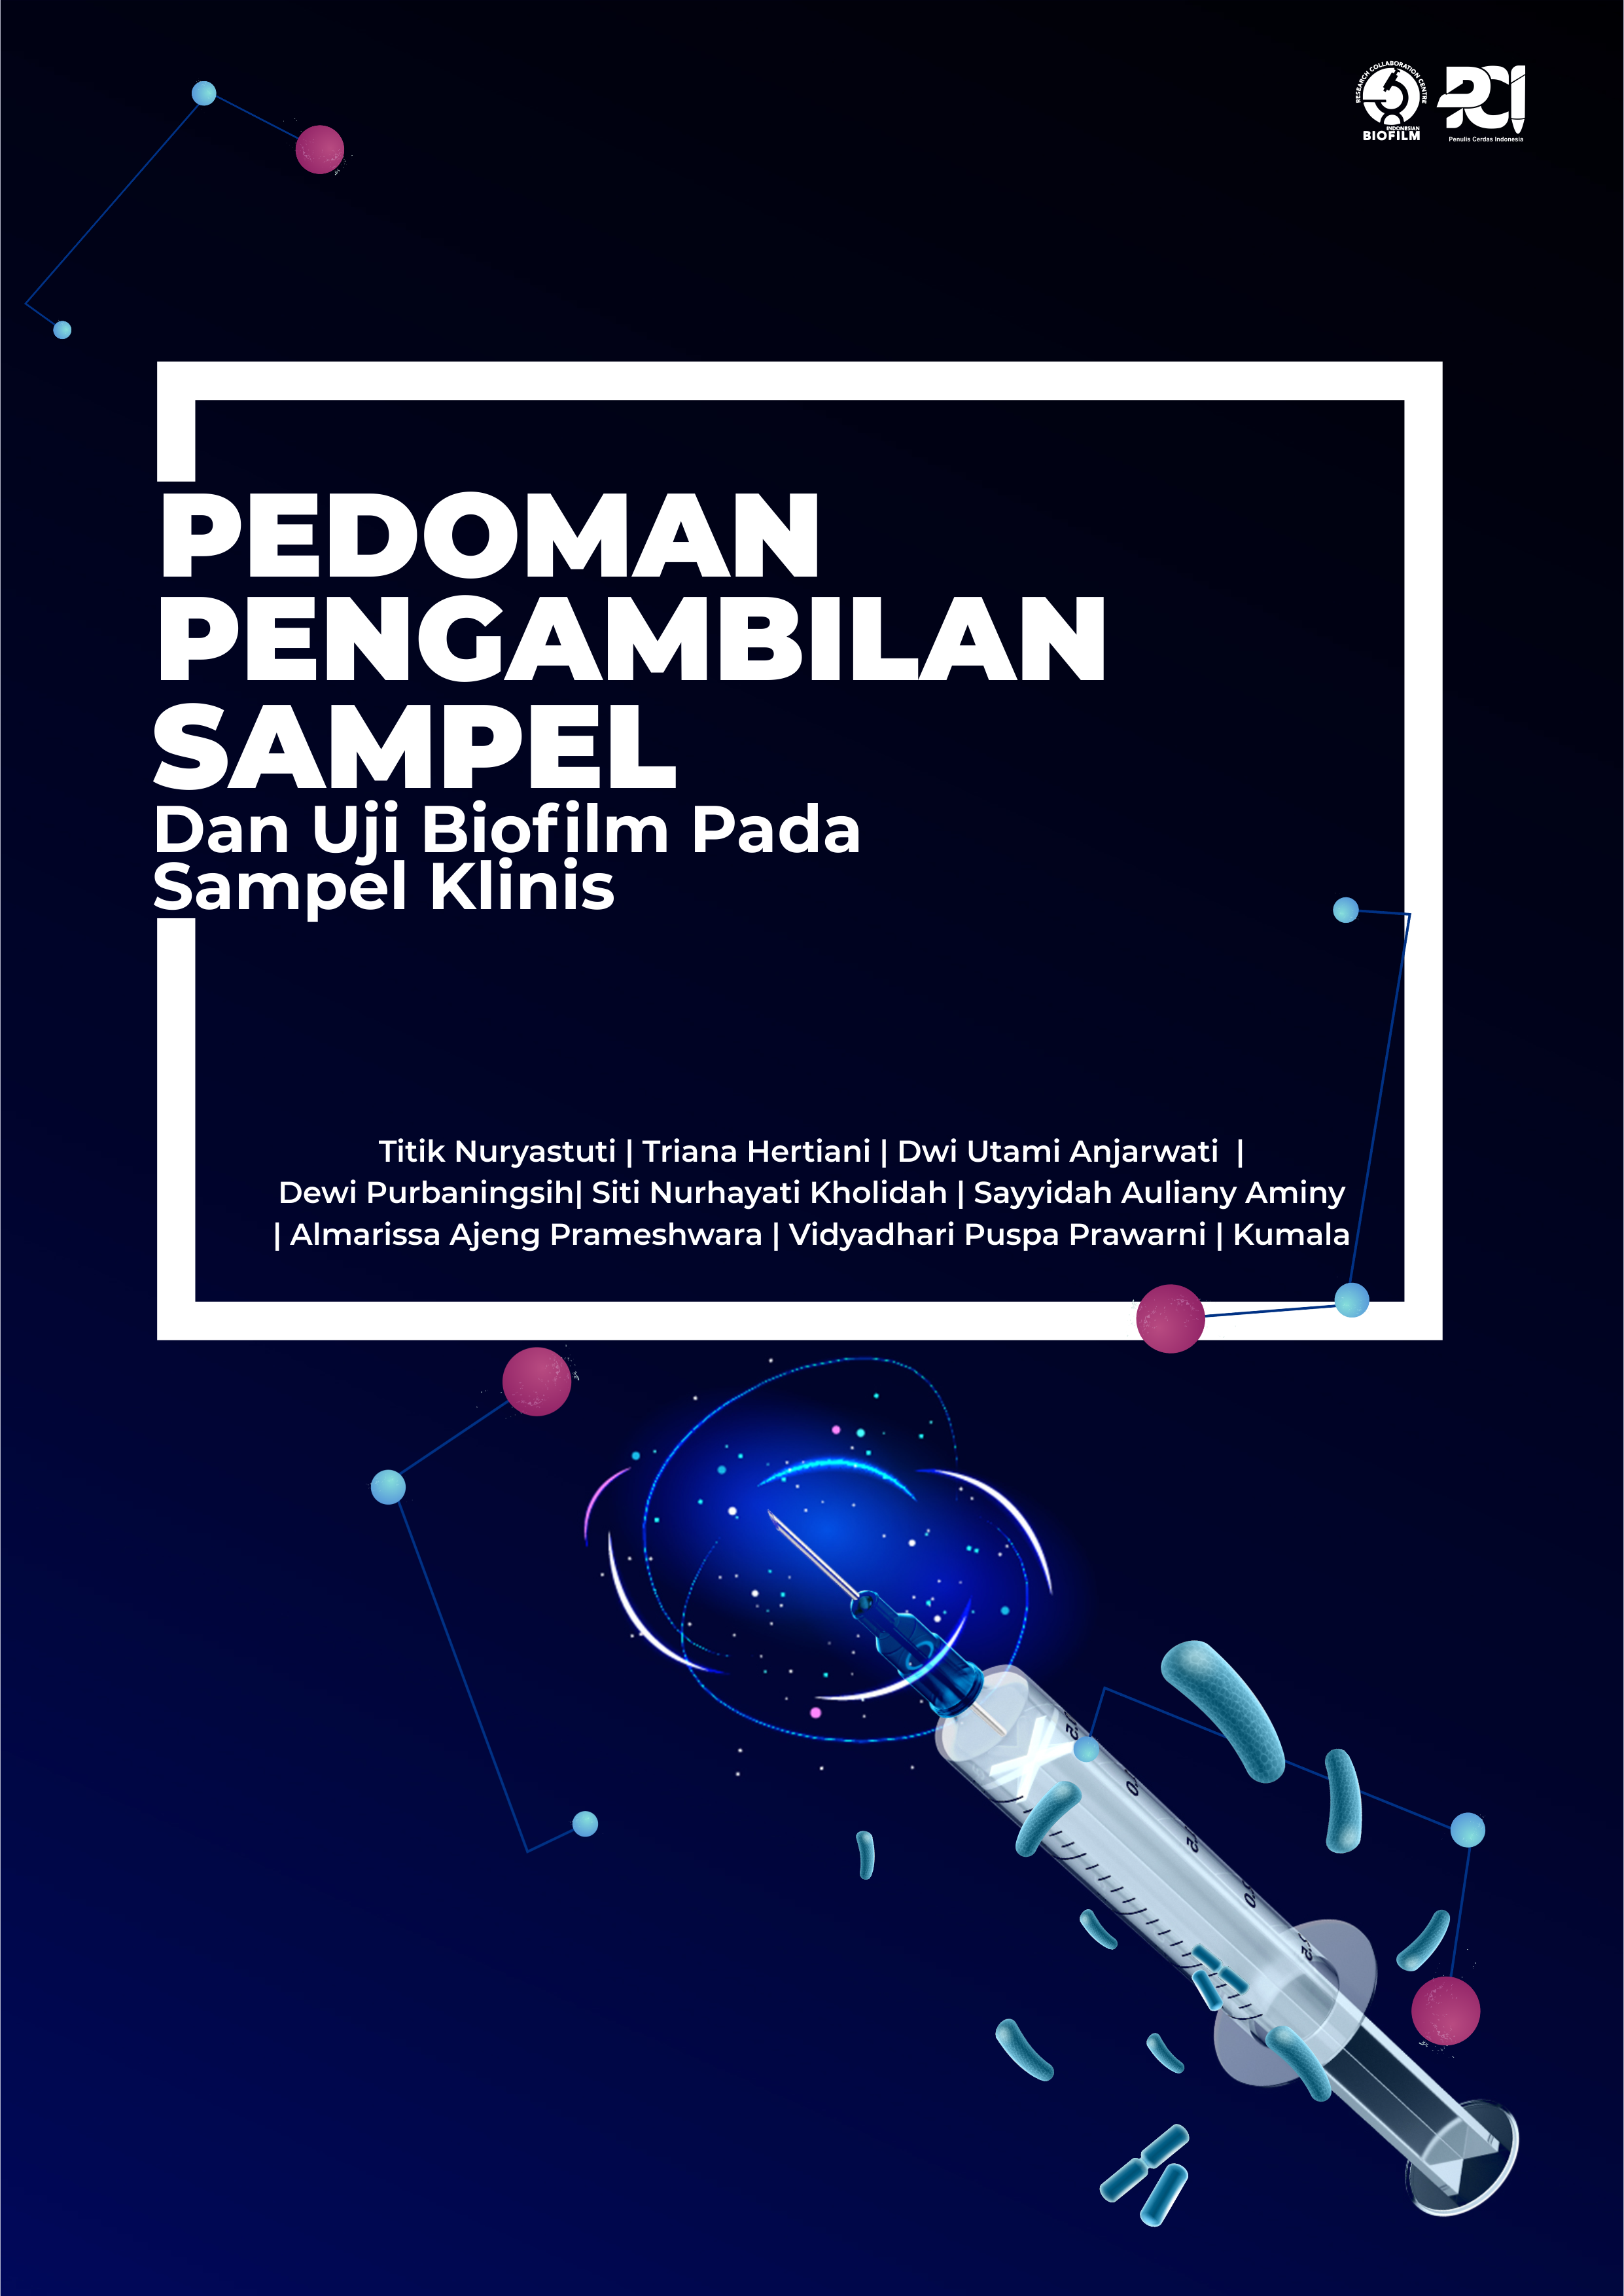 RESEARCH COLLABORATION CENTRE
INDONESIAN
BIOFILM
PCI
Penulis Cerdas Indonesia
PEDOMAN
PENGAMBILAN
SAMPEL
Dan Uji Biofilm Pada
Sampel Klinis
Titik Nuryastuti | Triana Hertiani | Dwi Utami Anjarwati |
Dewi Purbaningsih| Siti Nurhayati Kholidah | Sayyidah Auliany Aminy
| Almarissa Ajeng Prameshwara | Vidyadhari Puspa Prawarni | Kumala